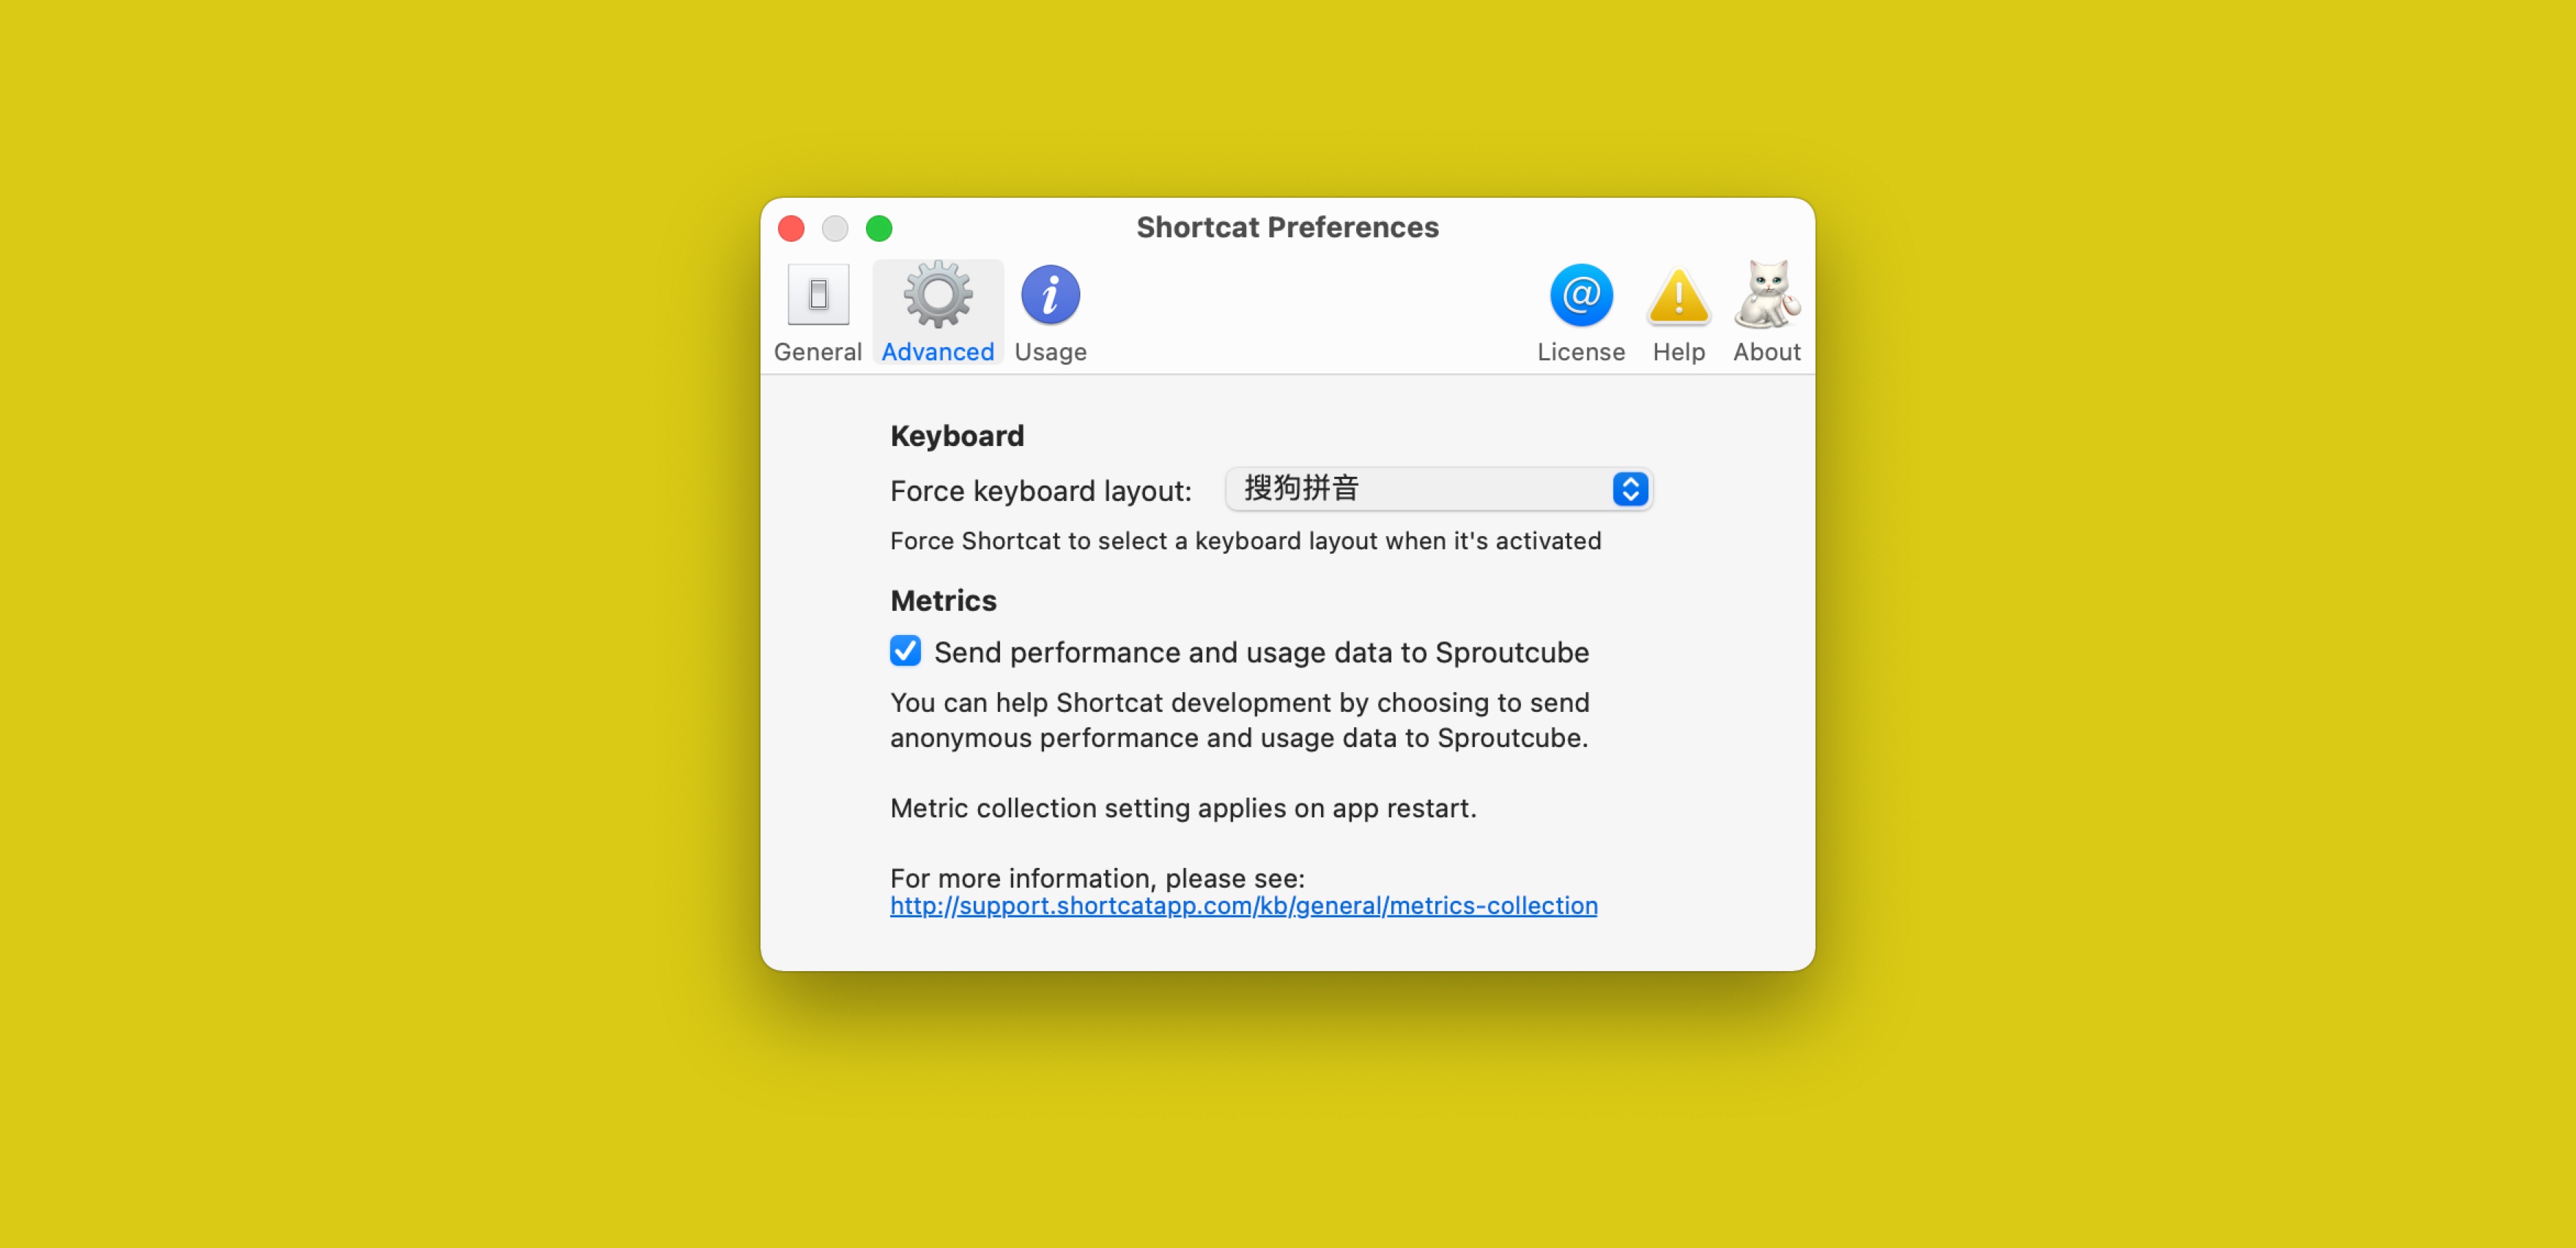 Shortcat Preferences
General Advanced Usage License Help About
Keyboard
Force keyboard layout: 搜狗拼音
Force Shortcat to select a keyboard layout when it's activated
Metrics
Send performance and usage data to Sproutcube
You can help Shortcat development by choosing to send
anonymous performance and usage data to Sproutcube.
Metric collection setting applies on app restart.
For more information, please see:
http://support.shortcatapp.com/kb/general/metrics-collection